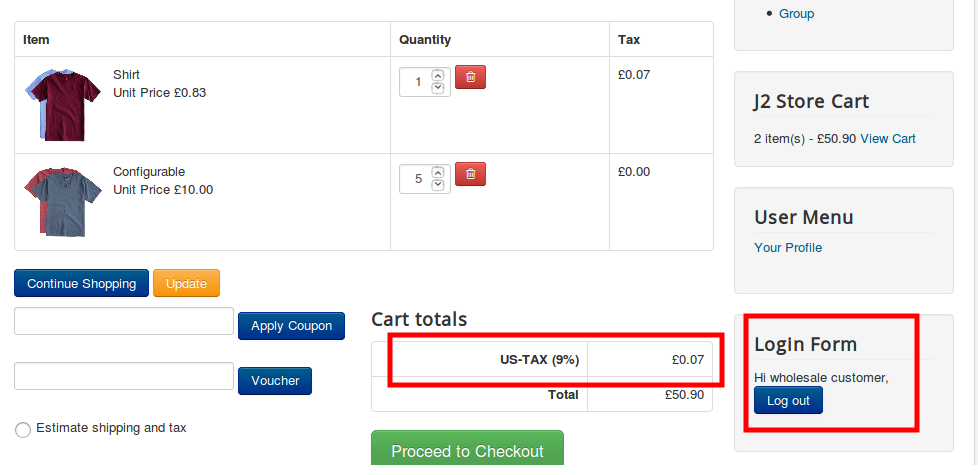 Item Quantity Tax
Shirt
Unit Price £0.83
1
£0.07
Configurable
Unit Price £10.00
5
£0.00
Continue Shopping Update
Apply Coupon
Voucher
Estimate shipping and tax
Cart totals
US-TAX (9%) £0.07
Total £50.90
Proceed to Checkout
Group
J2 Store Cart
2 item(s) - £50.90 View Cart
User Menu
Your Profile
LogIn Form
Hi wholesale customer,
Log out